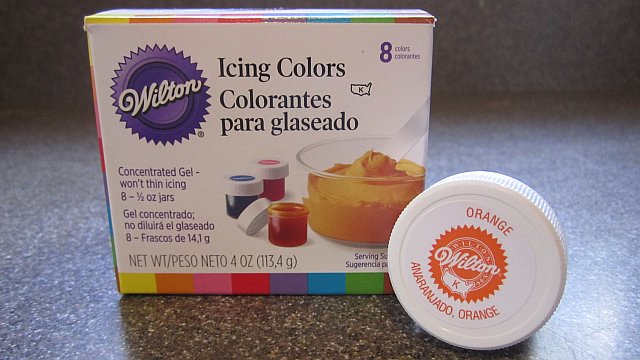 Wilton
Icing Colors
Colorantes
para glaseado
K
8 colors
colorantes
Concentrated Gel -
won't thin icing
8 – ½ oz jars
Gel concentrado;
no diluirá el glaseado
8 – Frascos de 14,1 g
NET WT/PESO NETO 4 OZ (113,4 g)
Serving
Sugerencia
ORANGE
WILTON
Wilton
K
ANARANJADO, ORANGE